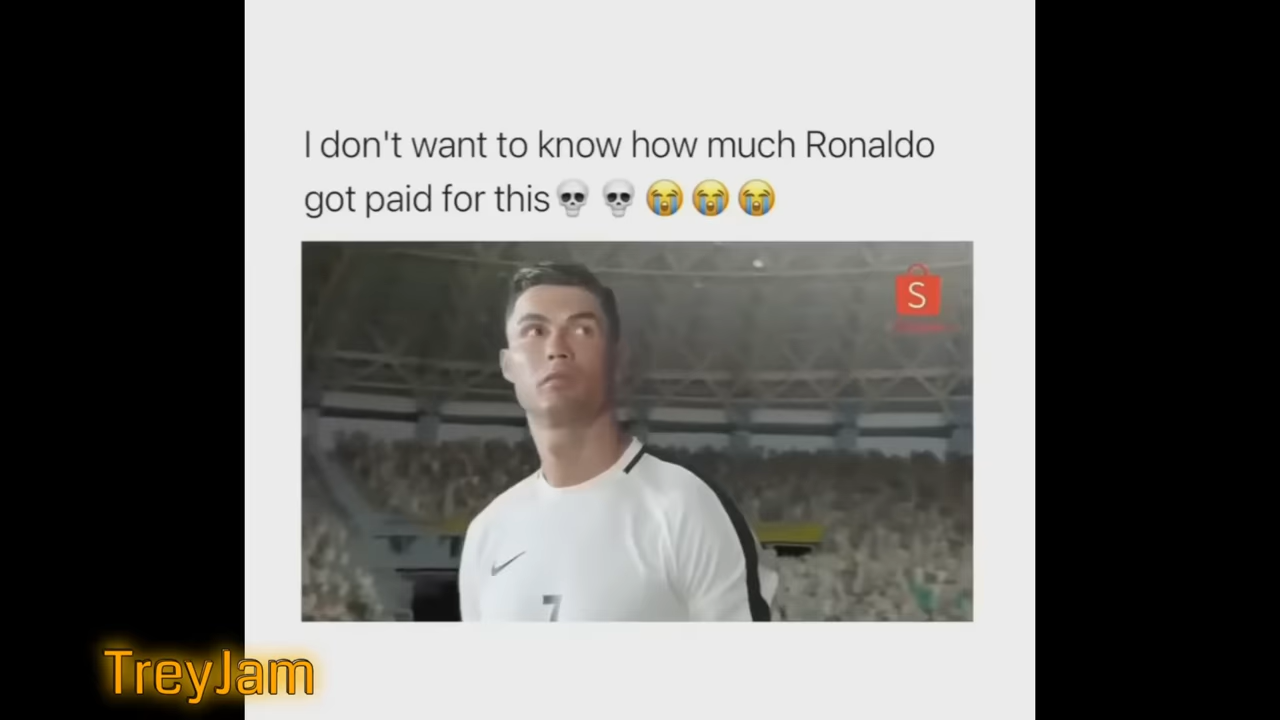 I don't want to know how much Ronaldo
got paid for this💀💀😭😭😭
S
7
TreyJam